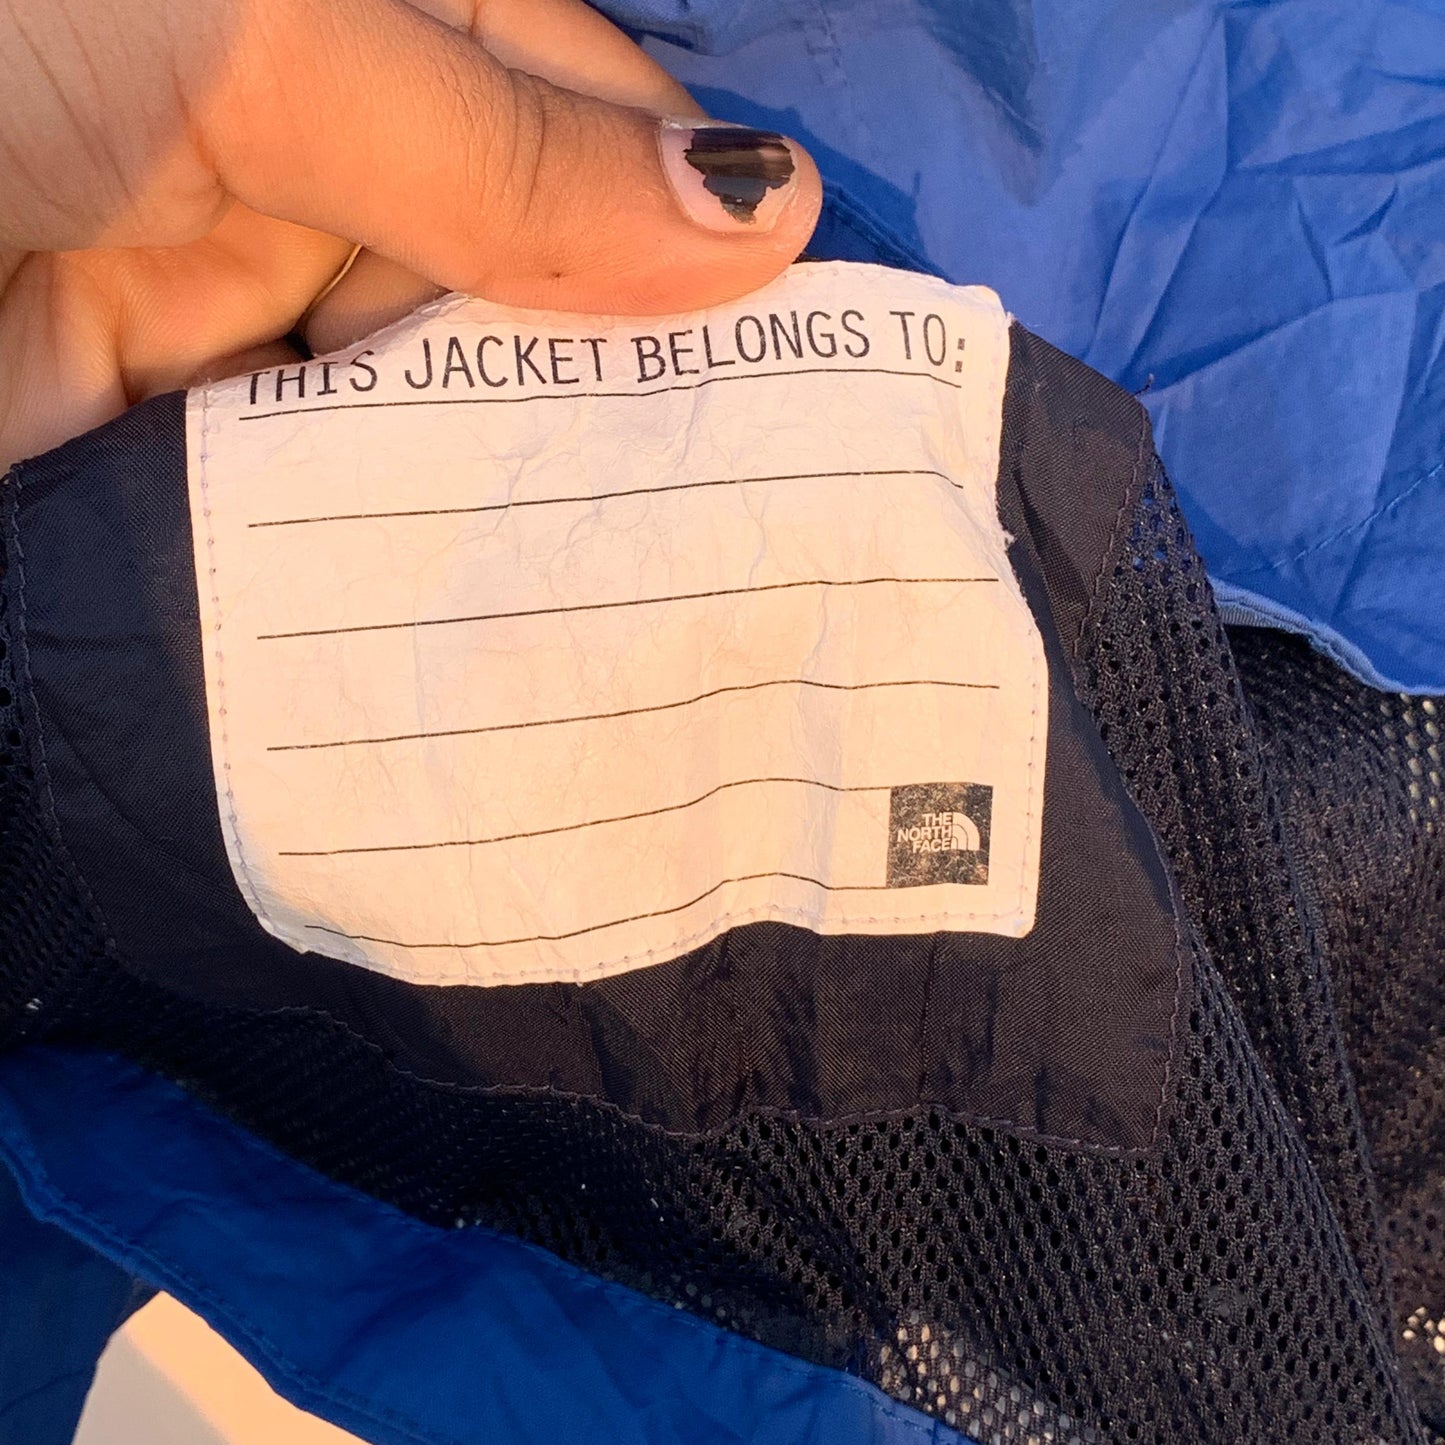 THIS JACKET BELONGS TO:
THE
NORTH
FACE